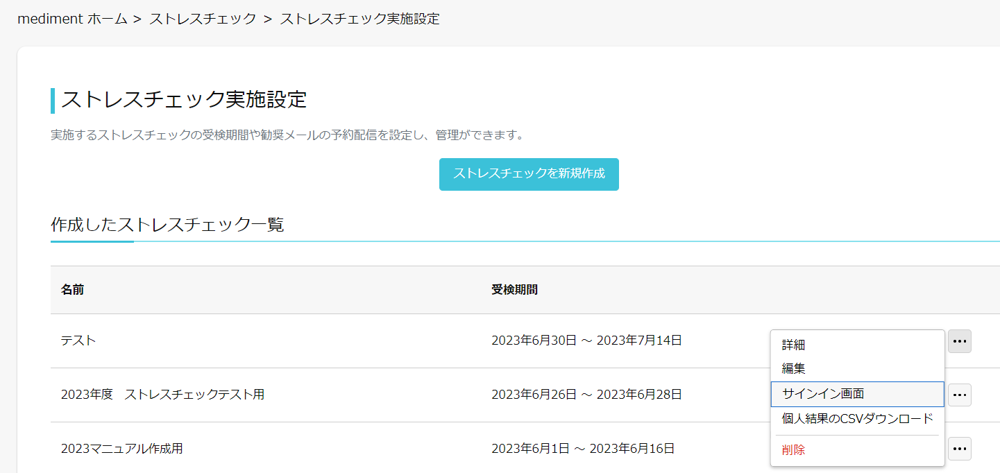 mediment ホーム > ストレスチェック > ストレスチェック実施設定
ストレスチェック実施設定
実施するストレスチェックの受検期間や勧奨メールの予約配信を設定し、管理ができます。
ストレスチェックを新規作成
作成したストレスチェック一覧
名前 受検期間
テスト 2023年6月30日 ～ 2023年7月14日 •••
詳細
編集
サインイン画面
個人結果のCSVダウンロード
削除
2023年度　ストレスチェックテスト用 2023年6月26日 ～ 2023年6月28日 •••
2023マニュアル作成用 2023年6月1日 ～ 2023年6月16日 •••